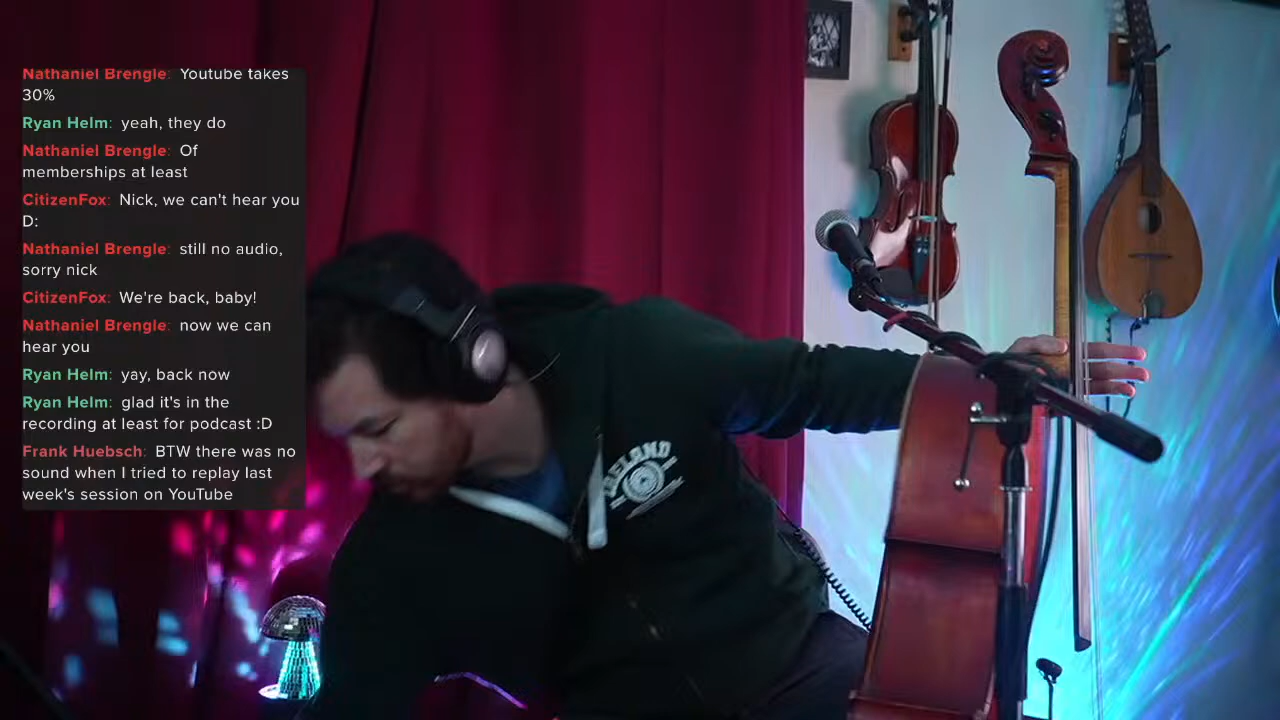 Nathaniel Brengle: Youtube takes
30%
Ryan Helm: yeah, they do
Nathaniel Brengle: Of
memberships at least
CitizenFox: Nick, we can't hear you
D:
Nathaniel Brengle: still no audio,
sorry nick
CitizenFox: We're back, baby!
Nathaniel Brengle: now we can
hear you
Ryan Helm: yay, back now
Ryan Helm: glad it's in the
recording at least for podcast :D
Frank Huebsch: BTW there was no
sound when I tried to replay last
week's session on YouTube
IRELAND